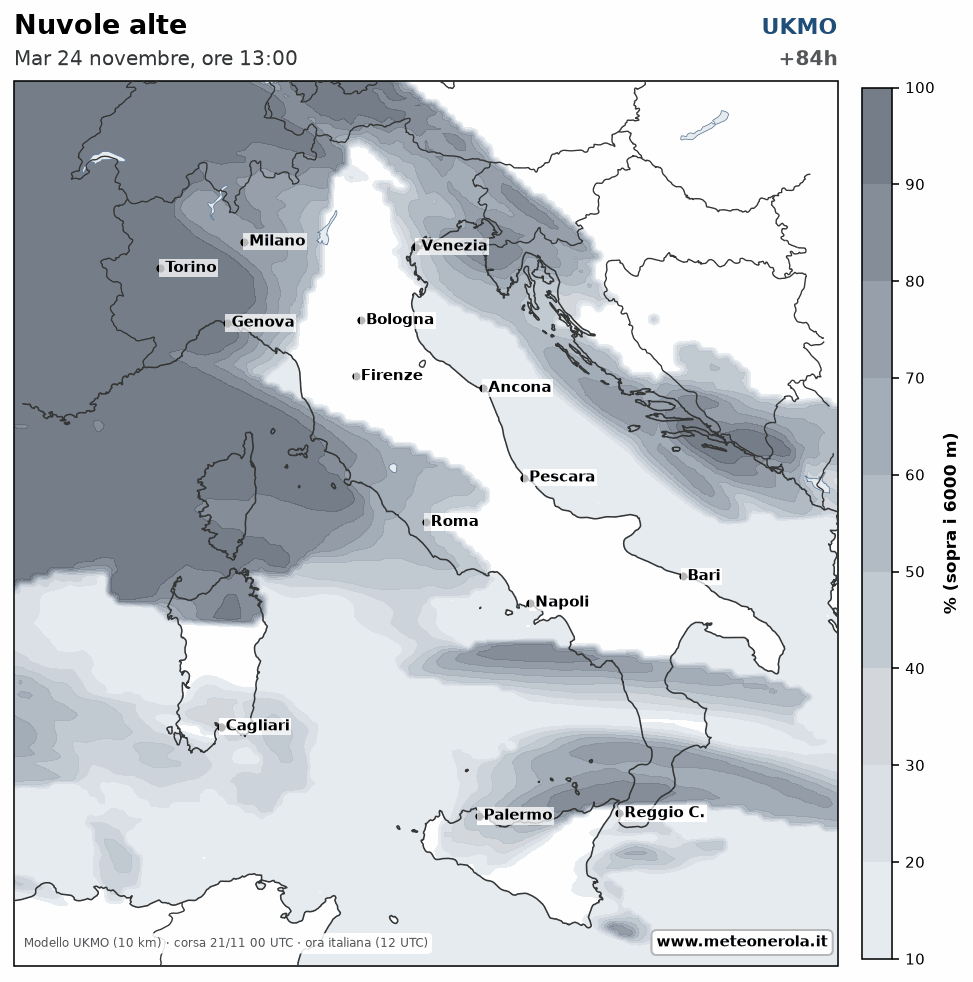 Nuvole alte
UKMO
Mar 24 novembre, ore 13:00
+84h
100
90
80
70
60
50
40
30
20
10
% (sopra i 6000 m)
Milano
Venezia
Torino
Genova
Bologna
Firenze
Ancona
Pescara
Roma
Bari
Napoli
Cagliari
Palermo
Reggio C.
Modello UKMO (10 km) · corsa 21/11 00 UTC · ora italiana (12 UTC)
www.meteonerola.it